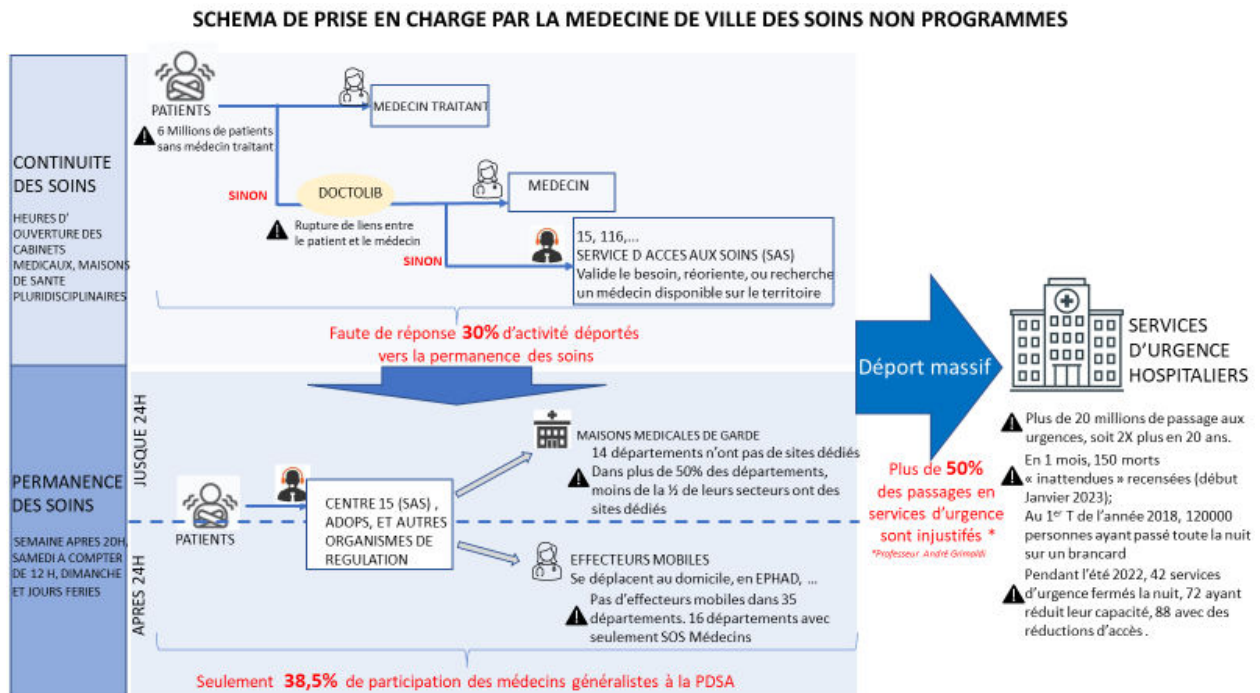 SCHEMA DE PRISE EN CHARGE PAR LA MEDECINE DE VILLE DES SOINS NON PROGRAMMES
CONTINUITE
DES SOINS
HEURES D'
OUVERTURE DES
CABINETS
MEDICAUX, MAISONS
DE SANTE
PLURIDISCIPLINAIRES
PATIENTS
6 Millions de patients
sans médecin traitant
MEDECIN TRAITANT
SINON
DOCTOLIB
Rupture de liens entre
le patient et le médecin
MEDECIN
SINON
15, 116,...
SERVICE D ACCES AUX SOINS (SAS)
Valide le besoin, réoriente, ou recherche
un médecin disponible sur le territoire
Faute de réponse 30% d'activité déportés
vers la permanence des soins
PERMANENCE
DES SOINS
SEMAINE APRES 20H,
SAMEDI A COMPTER
DE 12 H, DIMANCHE
ET JOURS FERIES
JUSQUE 24H
APRES 24H
PATIENTS
CENTRE 15 (SAS) ,
ADOPS, ET AUTRES
ORGANISMES DE
REGULATION
MAISONS MEDICALES DE GARDE
14 départements n'ont pas de sites dédiés
Dans plus de 50% des départements,
moins de la ½ de leurs secteurs ont des
sites dédiés
EFFECTEURS MOBILES
Se déplacent au domicile, en EPHAD, ...
Pas d'effecteurs mobiles dans 35
départements. 16 départements avec
seulement SOS Médecins
Seulement 38,5% de participation des médecins généralistes à la PDSA
Déport massif
Plus de 50%
des passages en
services d'urgence
sont injustifiés *
*Professeur André Grimaldi
SERVICES
D'URGENCE
HOSPITALIERS
Plus de 20 millions de passage aux
urgences, soit 2X plus en 20 ans.
En 1 mois, 150 morts
« inattendues » recensées (début
Janvier 2023);
Au 1er T de l'année 2018, 120000
personnes ayant passé toute la nuit
sur un brancard
Pendant l'été 2022, 42 services
d'urgence fermés la nuit, 72 ayant
réduit leur capacité, 88 avec des
réductions d'accès .